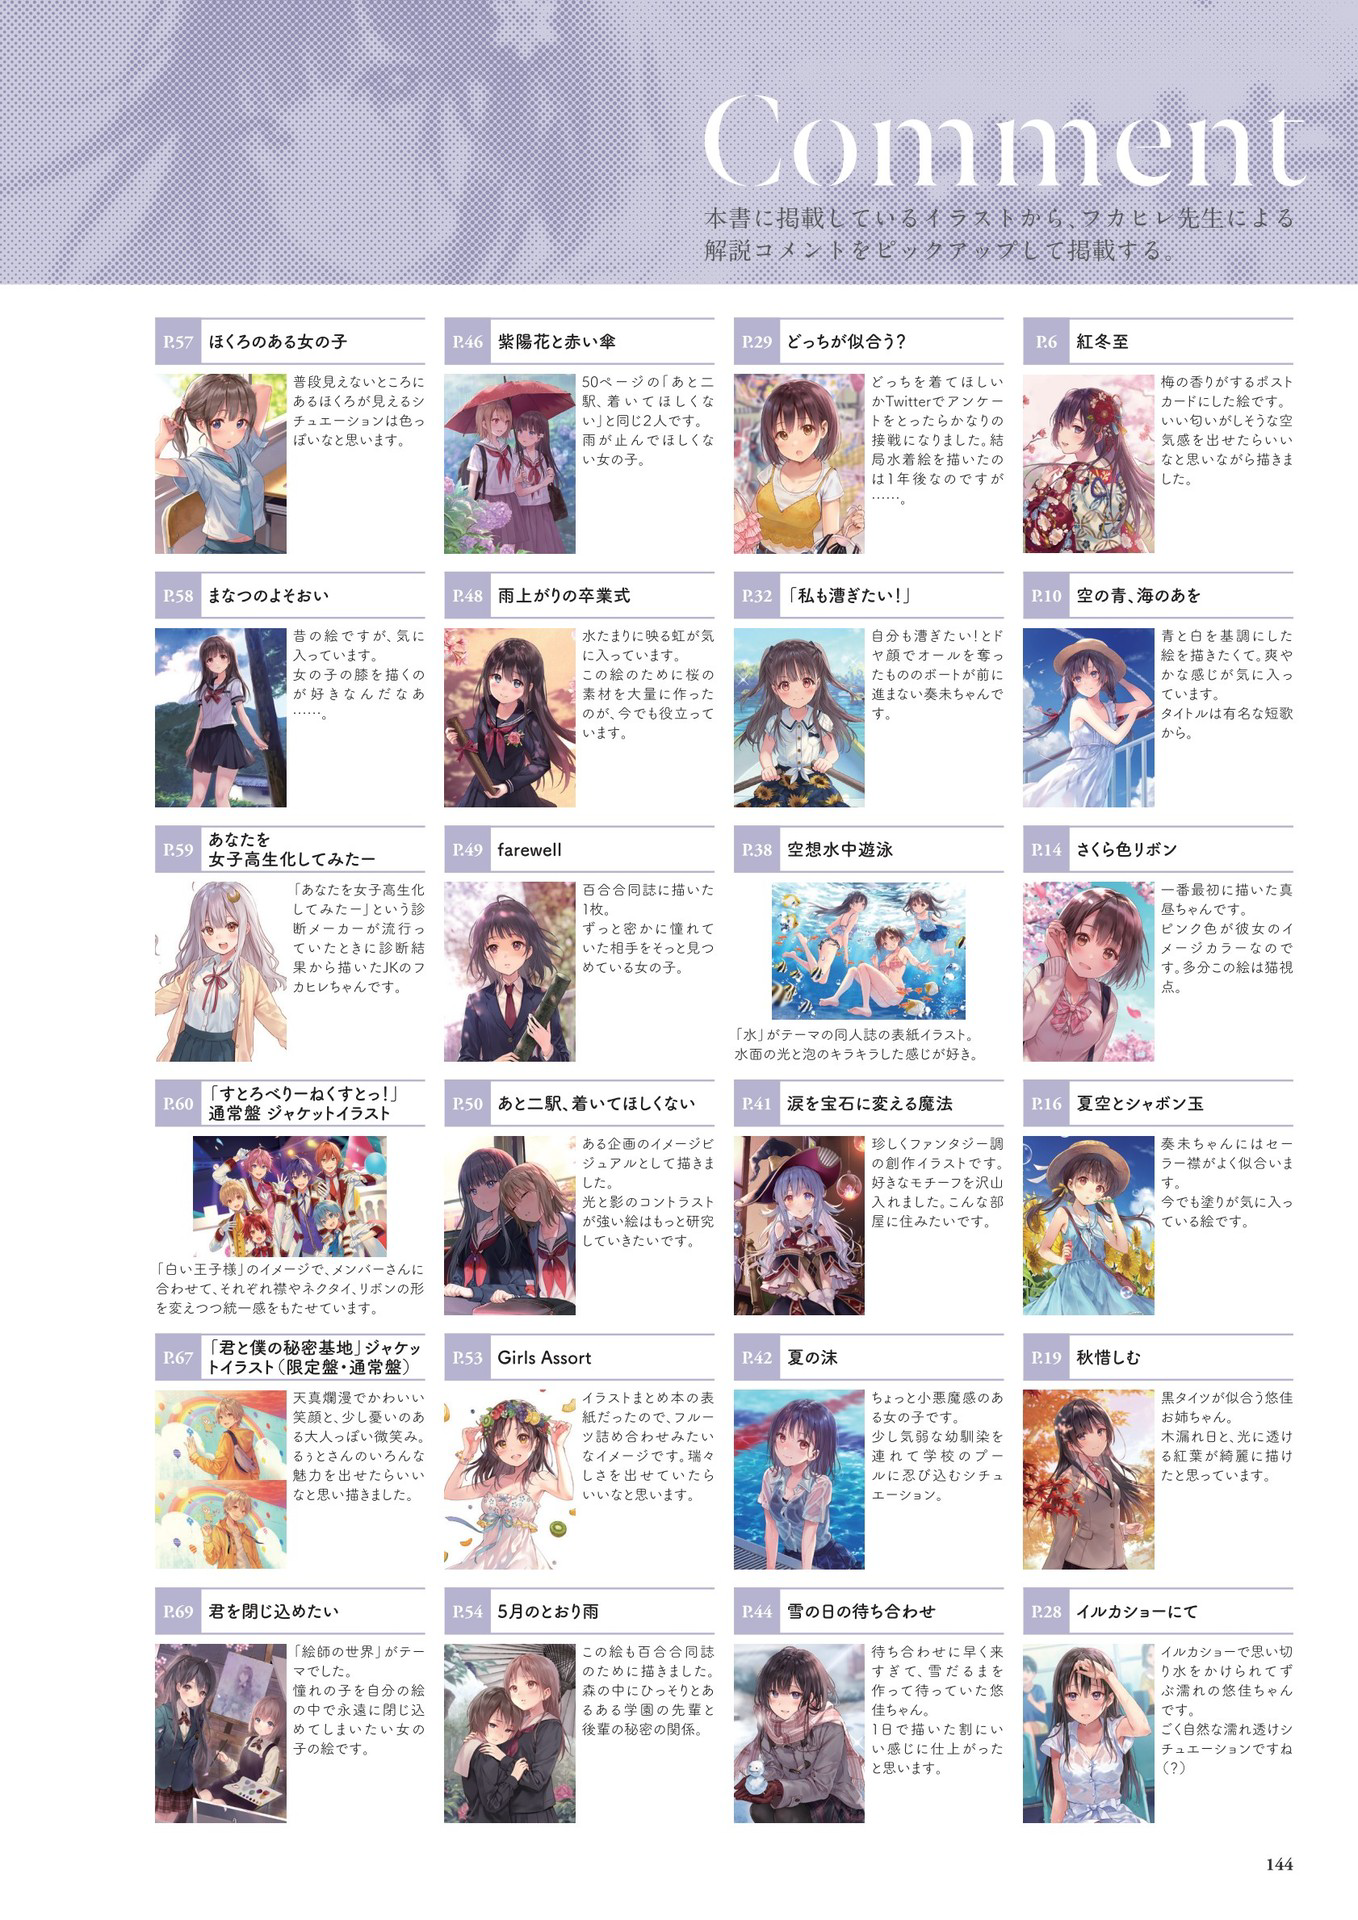 Comment
本書に掲載しているイラストから、フカヒレ先生による
解説コメントをピックアップして掲載する。
P.6
紅冬至
梅の香りがするポスト
カードにした絵です。
いい匂いがしそうな空
気感を出せたらいい
なと思いながら描きま
した。
P.10
空の青、海のあを
青と白を基調にした
絵を描きたくて。爽や
かな感じが気に入っ
ています。
タイトルは有名な短歌
から。
P.14
さくら色リボン
一番最初に描いた真
昼ちゃんです。
ピンク色が彼女のイ
メージカラーなので
す。多分この絵は猫視
点。
P.16
夏空とシャボン玉
奏未ちゃんにはセー
ラー襟がよく似合いま
す。
今でも塗りが気に入っ
ている絵です。
P.19
秋惜しむ
黒タイツが似合う悠佳
お姉ちゃん。
木漏れ日と、光に透け
る紅葉が綺麗に描け
たと思っています。
P.28
イルカショーにて
イルカショーで思い切
り水をかけられてず
ぶ濡れの悠佳ちゃん
です。
ごく自然な濡れ透けシ
チュエーションですね
（？）
P.29
どっちが似合う？
どっちを着てほしい
かTwitterでアンケー
トをとったらかなりの
接戦になりました。結
局水着絵を描いたの
は1年後なのですが
……。
P.32
「私も漕ぎたい！」
自分も漕ぎたい！とド
ヤ顔でオールを奪っ
たもののボートが前に
進まない奏未ちゃんで
す。
P.38
空想水中遊泳
「水」がテーマの同人誌の表紙イラスト。
水面の光と泡のキラキラした感じが好き。
P.41
涙を宝石に変える魔法
珍しくファンタジー調
の創作イラストです。
好きなモチーフを沢山
入れました。こんな部
屋に住みたいです。
P.42
夏の沫
ちょっと小悪魔感のあ
る女の子です。
少し気弱な幼馴染を
連れて学校のプー
ルに忍び込むシチュ
エーション。
P.44
雪の日の待ち合わせ
待ち合わせに早く来
すぎて、雪だるまを
作って待っていた悠
佳ちゃん。
1日で描いた割にい
い感じに仕上がった
と思います。
P.46
紫陽花と赤い傘
50ページの「あと二
駅、着いてほしくな
い」と同じ2人です。
雨が止んでほしくな
い女の子。
P.48
雨上がりの卒業式
水たまりに映る虹が気
に入っています。
この絵のために桜の
素材を大量に作った
のが、今でも役立って
います。
P.49
farewell
百合合同誌に描いた
1枚。
ずっと密かに憧れて
いた相手をそっと見つ
めている女の子。
P.50
あと二駅、着いてほしくない
ある企画のイメージビ
ジュアルとして描きま
した。
光と影のコントラスト
が強い絵はもっと研究
していきたいです。
P.53
Girls Assort
イラストまとめ本の表
紙だったので、フルー
ツ詰め合わせみたい
なイメージです。瑞々
しさを出せていたら
いいなと思います。
P.54
5月のとおり雨
この絵も百合合同誌
のために描きました。
森の中にひっそりとあ
るある学園の先輩と
後輩の秘密の関係。
P.57
ほくろのある女の子
普段見えないところに
あるほくろが見えるシ
チュエーションは色っ
ぽいなと思います。
P.58
まなつのよそおい
昔の絵ですが、気に
入っています。
女の子の膝を描くの
が好きなんだなあ
……。
P.59
あなたを
女子高生化してみたー
「あなたを女子高生化
してみたー」という診
断メーカーが流行っ
ていたときに診断結
果から描いたJKのフ
カヒレちゃんです。
P.60
「すとろべりーねくすとっ！」
通常盤 ジャケットイラスト
「白い王子様」のイメージで、メンバーさんに
合わせて、それぞれ襟やネクタイ、リボンの形
を変えつつ統一感をもたせています。
P.67
「君と僕の秘密基地」ジャケッ
トイラスト（限定盤・通常盤）
天真爛漫でかわいい
笑顔と、少し憂いのあ
る大人っぽい微笑み。
るぅとさんのいろんな
魅力を出せたらいい
なと思い描きました。
P.69
君を閉じ込めたい
「絵師の世界」がテー
マでした。
憧れの子を自分の絵
の中で永遠に閉じ込
めてしまいたい女の
子の絵です。
144